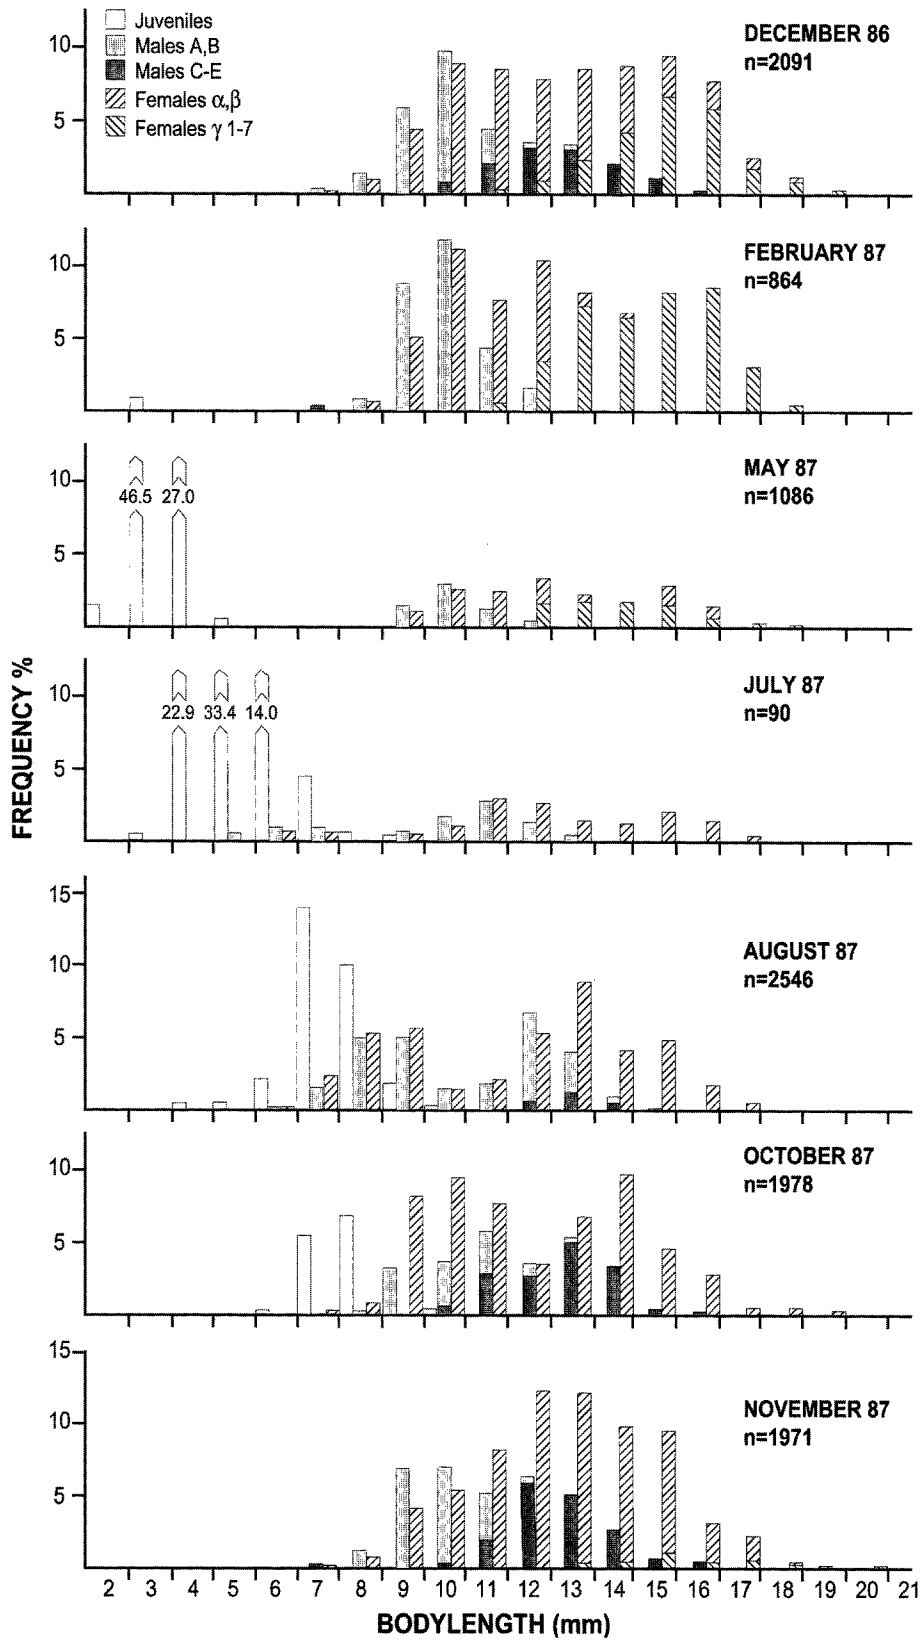 Juveniles
Males A,B
Males C-E
Females α,β
Females γ 1-7
DECEMBER 86
n=2091
10
5
FEBRUARY 87
n=864
10
5
MAY 87
n=1086
10
5
46.5 27.0
JULY 87
n=90
10
5
22.9 33.4 14.0
FREQUENCY %
AUGUST 87
n=2546
15
10
5
OCTOBER 87
n=1978
10
5
NOVEMBER 87
n=1971
15
10
5
2 3 4 5 6 7 8 9 10 11 12 13 14 15 16 17 18 19 20 21
BODYLENGTH (mm)